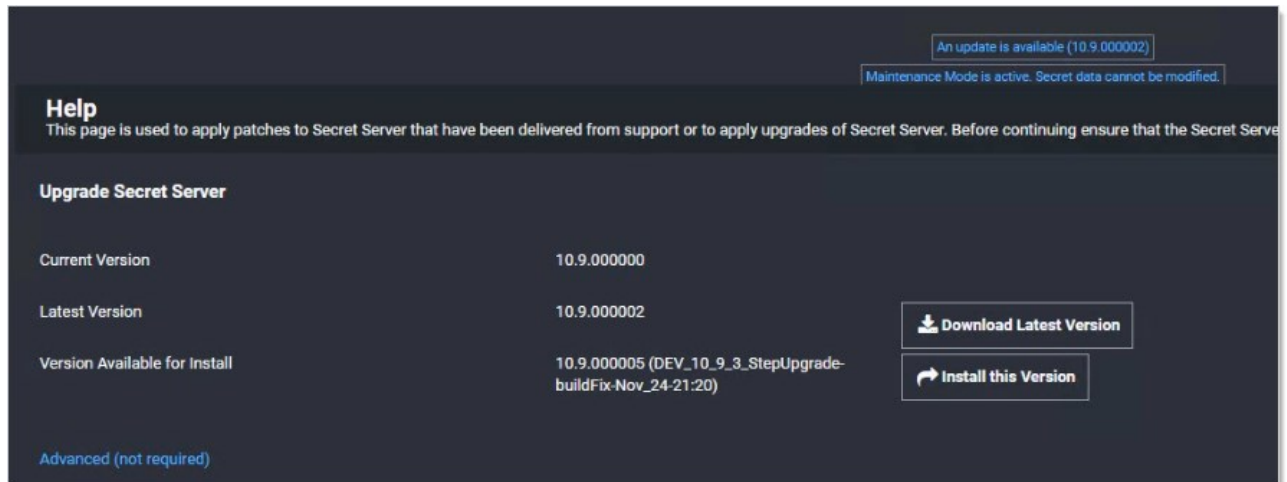 An update is available (10.9.000002)
Maintenance Mode is active. Secret data cannot be modified.
Help
This page is used to apply patches to Secret Server that have been delivered from support or to apply upgrades of Secret Server. Before continuing ensure that the Secret Serve
Upgrade Secret Server
Current Version 10.9.000000
Latest Version 10.9.000002 Download Latest Version
Version Available for Install 10.9.000005 (DEV_10_9_3_StepUpgrade-
buildFix-Nov_24-21:20) Install this Version
Advanced (not required)